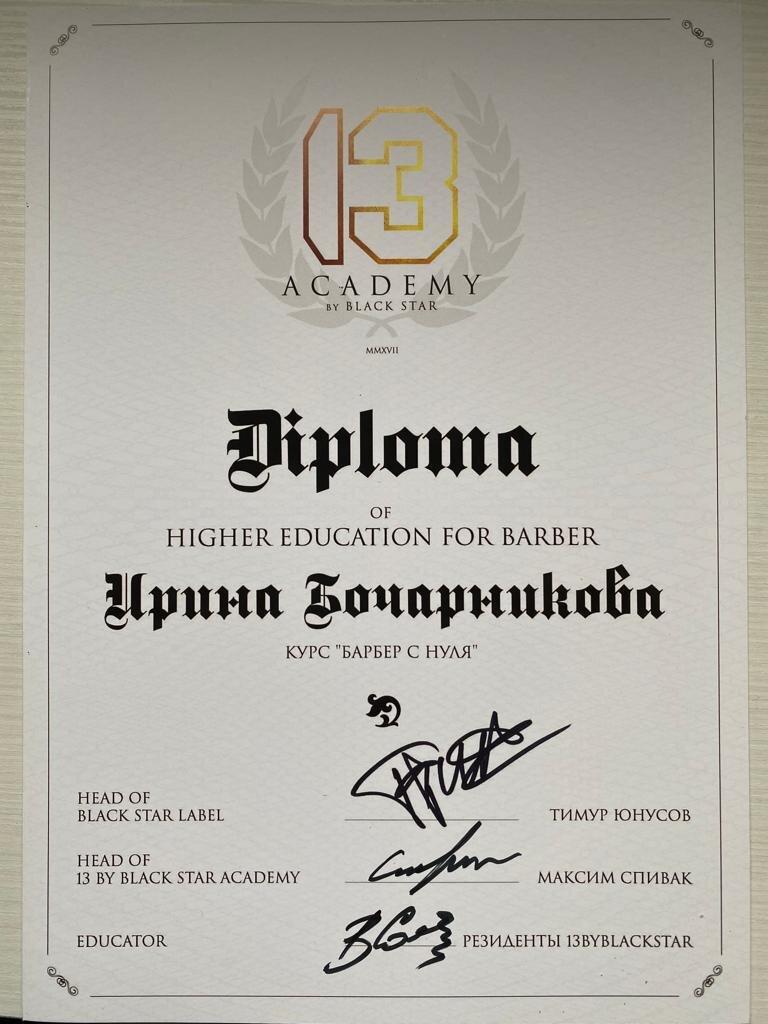 13
ACADEMY
BY BLACK STAR
MMXVII
Diploma
OF
HIGHER EDUCATION FOR BARBER
Ирина Бочарникова
КУРС "БАРБЕР С НУЛЯ"
HEAD OF
BLACK STAR LABEL
ТИМУР ЮНУСОВ
HEAD OF
13 BY BLACK STAR ACADEMY
МАКСИМ СПИВАК
EDUCATOR
РЕЗИДЕНТЫ 13BYBLACKSTAR